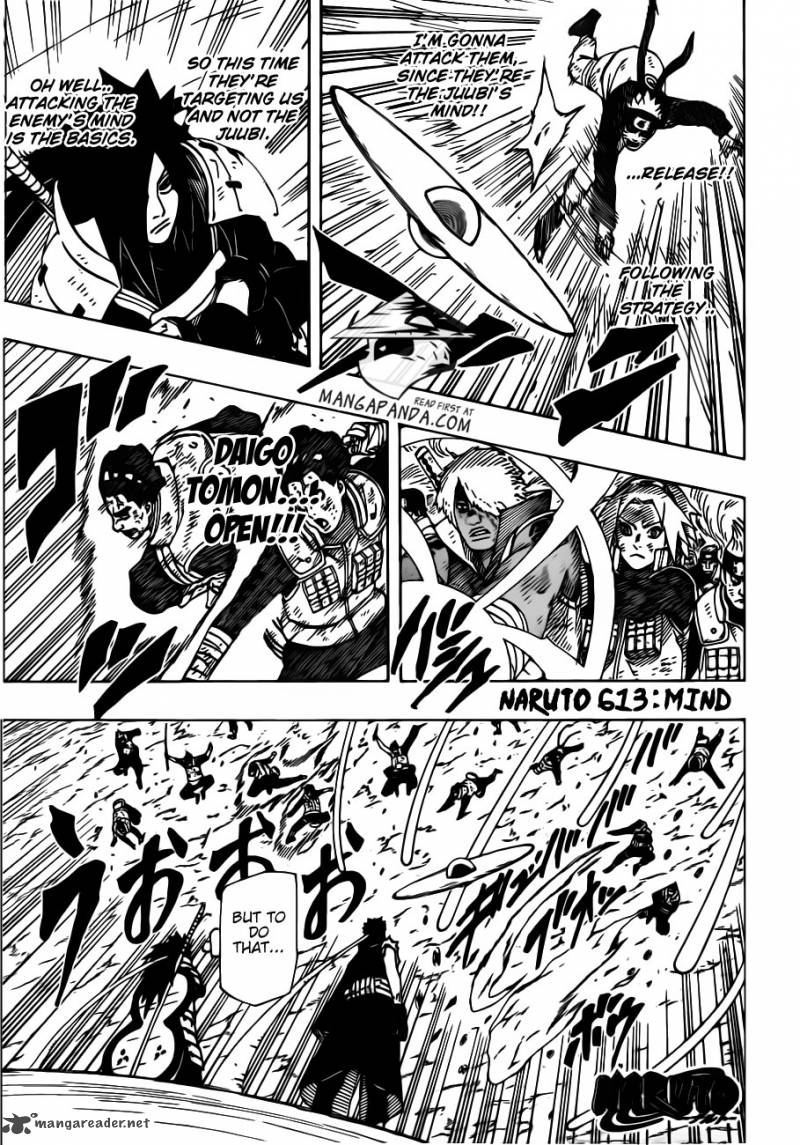 I'M GONNA
ATTACK THEM,
SINCE THEY'RE
THE JUUBI'S
MIND!!
...RELEASE!!
FOLLOWING
THE
STRATEGY..
SO THIS TIME
THEY'RE
TARGETING US
AND NOT THE
JUUBI.
OH WELL..
ATTACKING THE
ENEMY'S MIND
IS THE BASICS.
READ FIRST AT
MANGAPANDA.COM
DAIGO
TOMON...
OPEN!!!
NARUTO 613: MIND
うおおお
BUT TO
DO
THAT...
NARUTO
mangareader.net